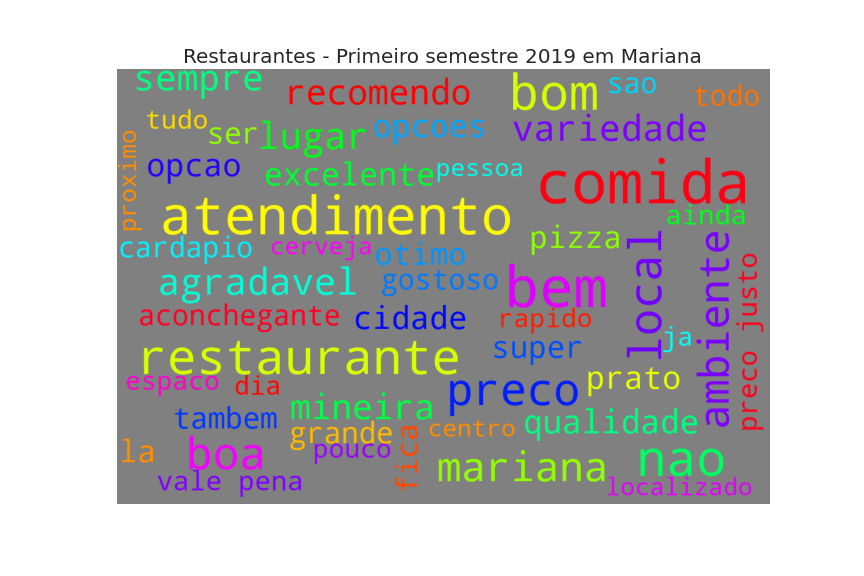 Restaurantes - Primeiro semestre 2019 em Mariana
sempre
recomendo
bom
sao
todo
tudo
ser
lugar
opcoes
variedade
proximo
opcao
excelente
pessoa
comida
atendimento
ainda
cardapio
cerveja
otimo
pizza
local
ambiente
agradavel
gostoso
bem
preco justo
aconchegante
cidade
rapido
ja
restaurante
super
espaco
dia
preco
prato
mineira
tambem
grande
centro
qualidade
la
boa
pouco
fica
mariana
nao
vale pena
localizado